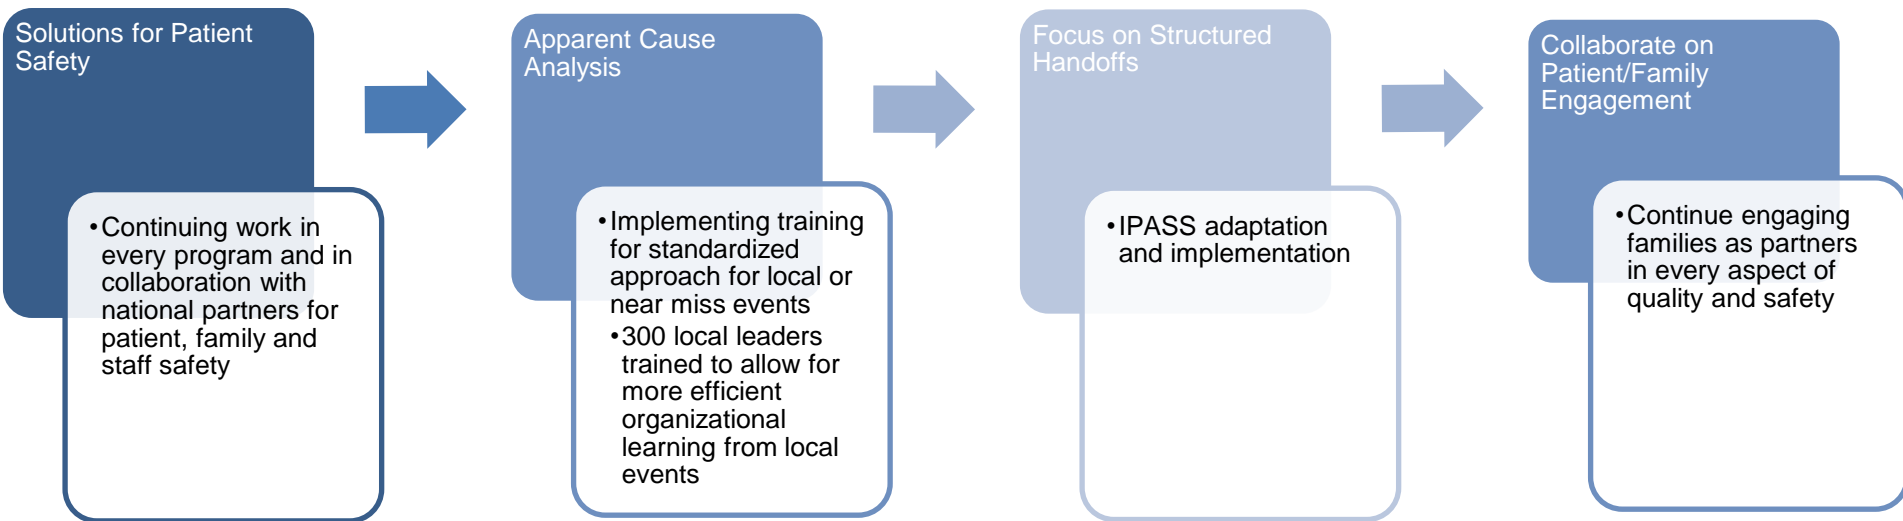 Solutions for Patient
Safety
•Continuing work in
every program and in
collaboration with
national partners for
patient, family and
staff safety
Apparent Cause
Analysis
•Implementing training
for standardized
approach for local or
near miss events
•300 local leaders
trained to allow for
more efficient
organizational
learning from local
events
Focus on Structured
Handoffs
•IPASS adaptation
and implementation
Collaborate on
Patient/Family
Engagement
•Continue engaging
families as partners
in every aspect of
quality and safety